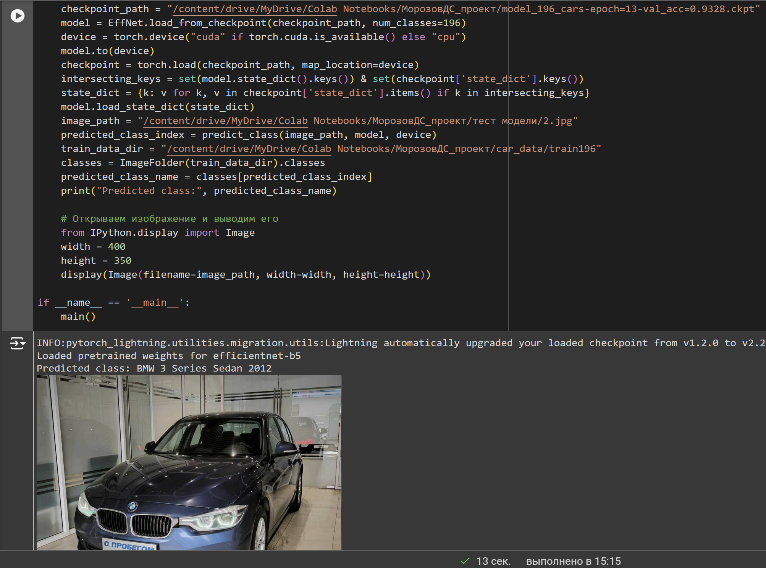 checkpoint_path = "/content/drive/MyDrive/Colab Notebooks/МорозовДС_проект/model_196_cars-epoch=13-val_acc=0.9328.ckpt"
model = EffNet.load_from_checkpoint(checkpoint_path, num_classes=196)
device = torch.device("cuda" if torch.cuda.is_available() else "cpu")
model.to(device)
checkpoint = torch.load(checkpoint_path, map_location=device)
intersecting_keys = set(model.state_dict().keys()) & set(checkpoint['state_dict'].keys())
state_dict = {k: v for k, v in checkpoint['state_dict'].items() if k in intersecting_keys}
model.load_state_dict(state_dict)
image_path = "/content/drive/MyDrive/Colab Notebooks/МорозовДС_проект/тест модели/2.jpg"
predicted_class_index = predict_class(image_path, model, device)
train_data_dir = "/content/drive/MyDrive/Colab Notebooks/МорозовДС_проект/car_data/train196"
classes = ImageFolder(train_data_dir).classes
predicted_class_name = classes[predicted_class_index]
print("Predicted class:", predicted_class_name)
# Открываем изображение и выводим его
from IPython.display import Image
width = 400
height = 350
display(Image(filename=image_path, width=width, height=height))
if __name__ == '__main__':
main()
INFO:pytorch_lightning.utilities.migration.utils:Lightning automatically upgraded your loaded checkpoint from v1.2.0 to v2.2
Loaded pretrained weights for efficientnet-b5
Predicted class: BMW 3 Series Sedan 2012
С ПРОБЕГОМ
13 сек. выполнено в 15:15